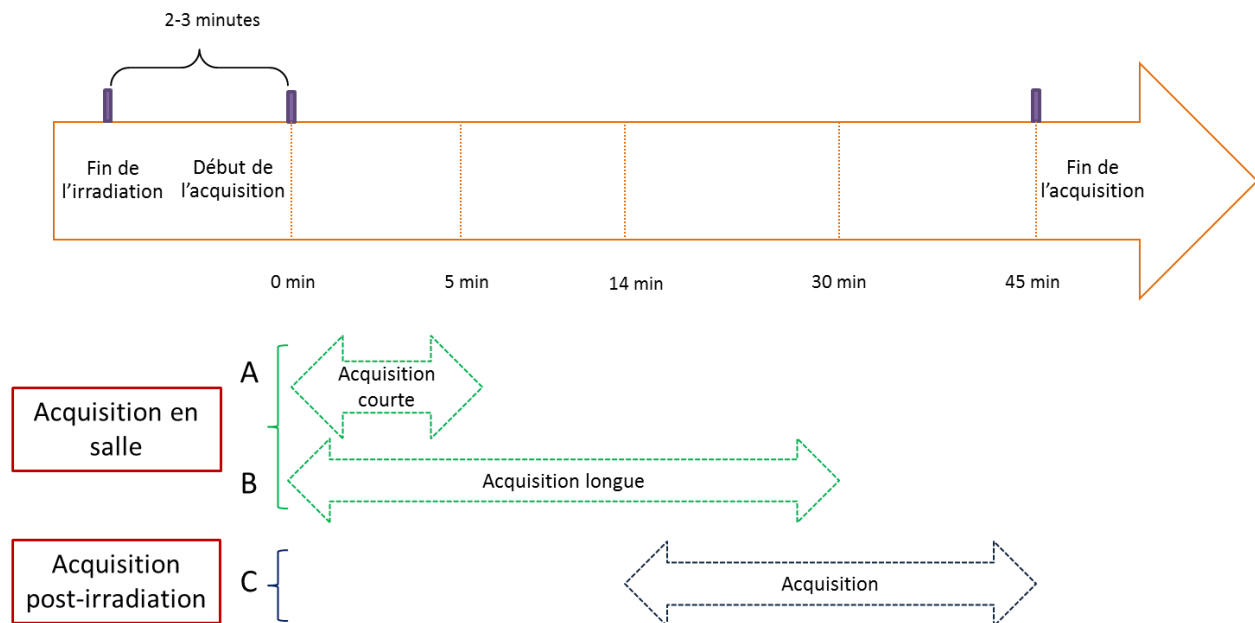 2-3 minutes
Fin de
l'irradiation
Début de
l'acquisition
Fin de
l'acquisition
0 min
5 min
14 min
30 min
45 min
Acquisition en
salle
A
Acquisition
courte
B
Acquisition longue
Acquisition
post-irradiation
C
Acquisition